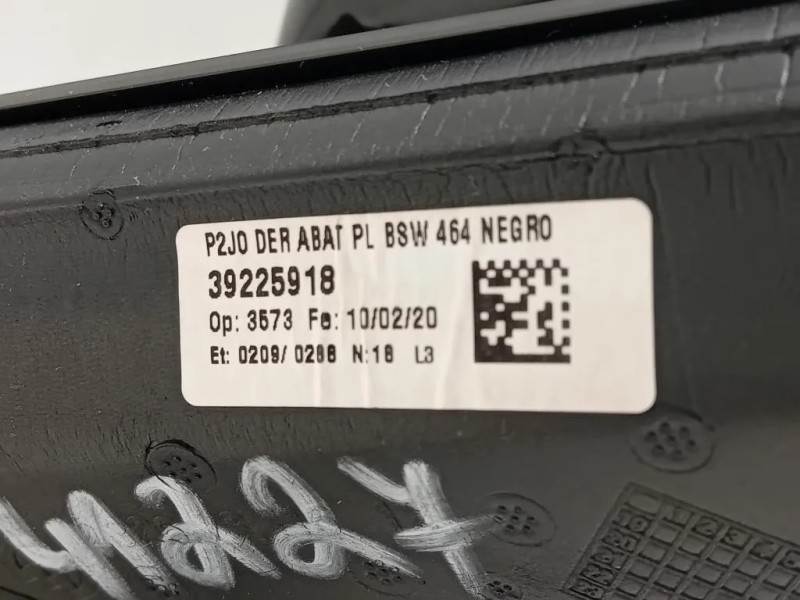 P2JO DER ABAT PL BSW 464 NEGRO
39225918
Op: 3573 Fe: 10/02/20
Et: 0209/ 0288 N:18 L3
41227